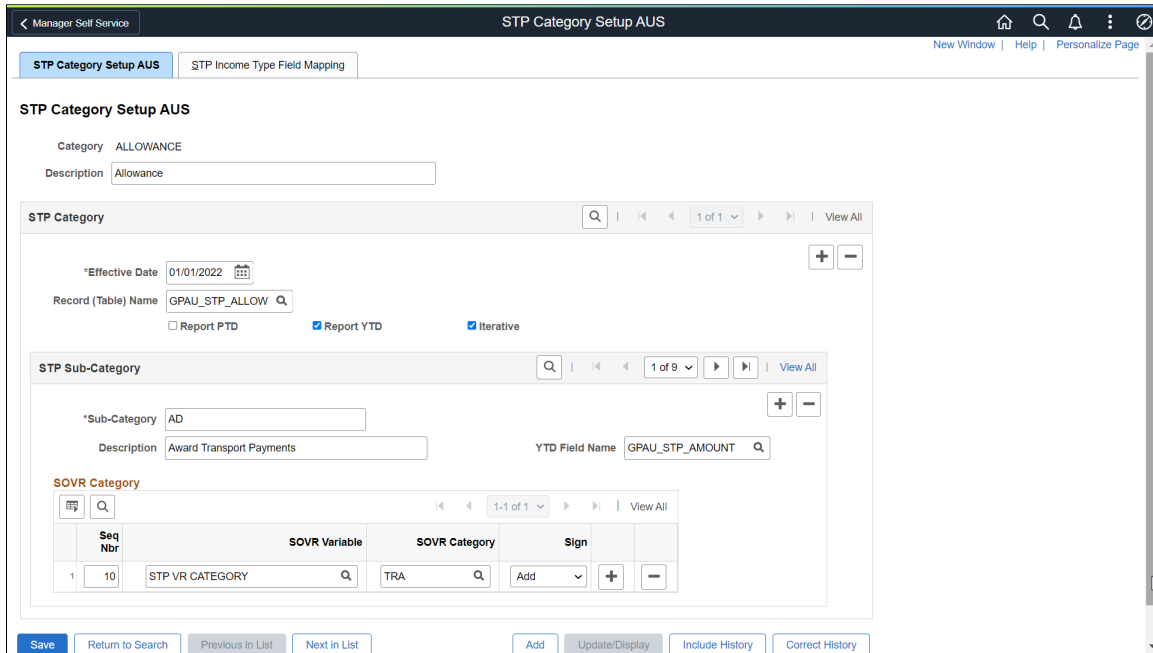 Manager Self Service
STP Category Setup AUS
New Window | Help | Personalize Page
STP Category Setup AUS
STP Income Type Field Mapping
STP Category Setup AUS
Category ALLOWANCE
Description Allowance
STP Category
1 of 1
View All
*Effective Date 01/01/2022
Record (Table) Name GPAU_STP_ALLOW
Report PTD Report YTD Iterative
STP Sub-Category
1 of 9
View All
*Sub-Category AD
Description Award Transport Payments YTD Field Name GPAU_STP_AMOUNT
SOVR Category
1-1 of 1
View All
Seq Nbr SOVR Variable SOVR Category Sign
1 10 STP VR CATEGORY TRA Add
Save Return to Search Previous in List Next in List Add Update/Display Include History Correct History